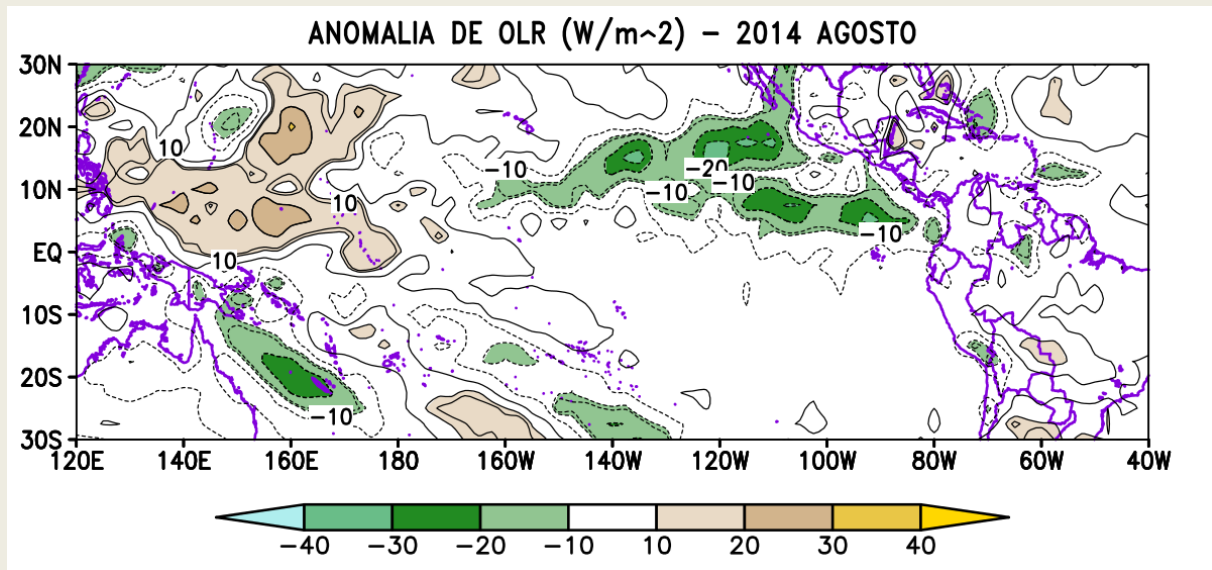 ANOMALIA DE OLR (W/m^2) – 2014 AGOSTO
30N
20N
10N
EQ
10S
20S
30S
10
−10
−20
−10
−10
10
−10
10
−10
120E 140E 160E 180 160W 140W 120W 100W 80W 60W 40W
−40 −30 −20 −10 10 20 30 40